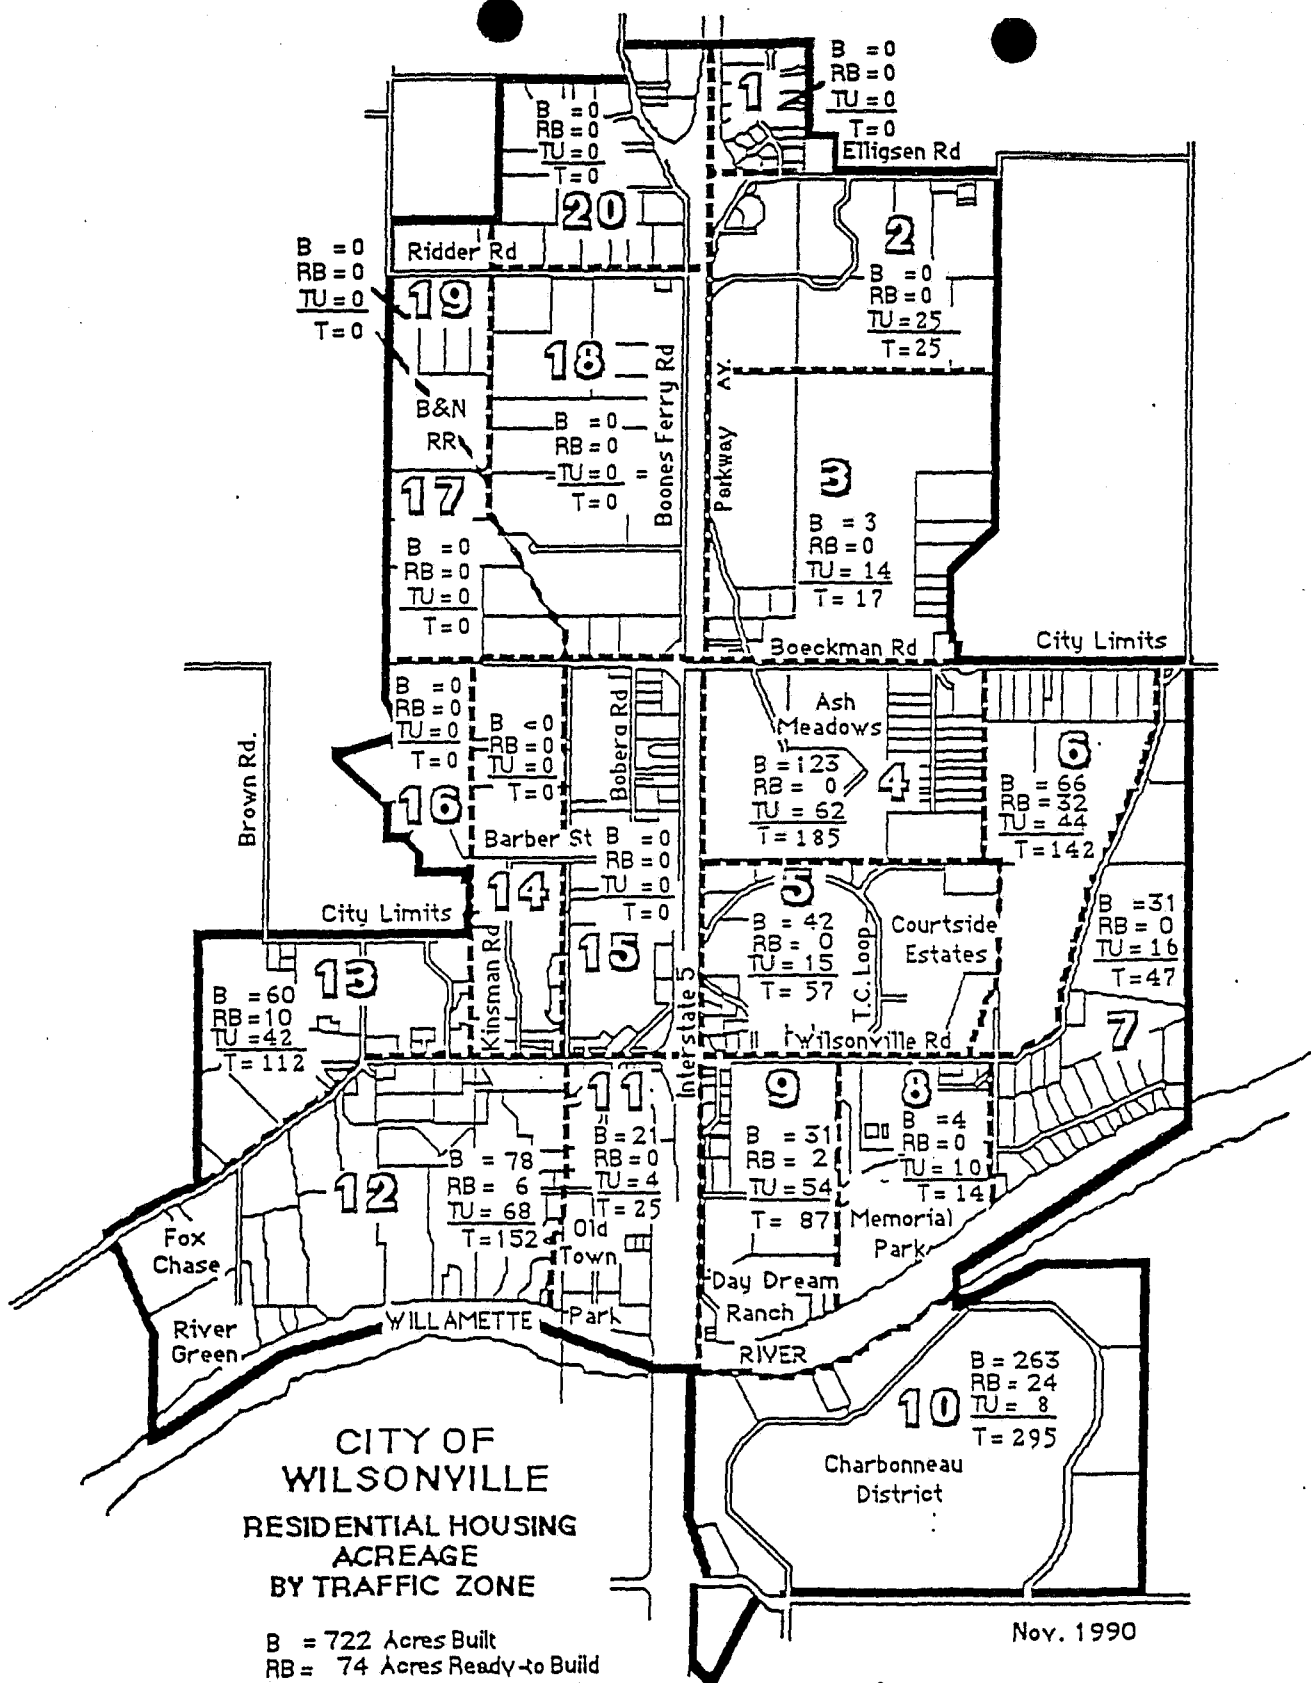 B = 0
RB = 0
TU = 0
T = 0
1
Elligsen Rd
B = 0
RB = 0
TU = 0
T = 0
20
Ridder Rd
2
B = 0
RB = 0
TU = 25
T = 25
B = 0
RB = 0
TU = 0
T = 0
19
B&N
RR
18
B = 0
RB = 0
TU = 0
T = 0
Boones Ferry Rd
Parkway Av.
3
B = 3
RB = 0
TU = 14
T = 17
17
B = 0
RB = 0
TU = 0
T = 0
Boeckman Rd
City Limits
Brown Rd.
B = 0
RB = 0
TU = 0
T = 0
16
B = 0
RB = 0
TU = 0
T = 0
Boberg Rd
Ash
Meadows
B = 123
RB = 0
TU = 62
T = 185
4
6
B = 66
RB = 32
TU = 44
T = 142
Barber St
B = 0
RB = 0
TU = 0
T = 0
15
14
Kinsman Rd
City Limits
5
B = 42
RB = 0
TU = 15
T = 57
T.C. Loop
Courtside
Estates
B = 31
RB = 0
TU = 16
T = 47
7
13
B = 60
RB = 10
TU = 42
T = 112
Interstate 5
Wilsonville Rd
12
B = 78
RB = 6
TU = 68
T = 152
11
B = 21
RB = 0
TU = 4
T = 25
Old
Town
Park
9
B = 31
RB = 2
TU = 54
T = 87
8
B = 4
RB = 0
TU = 10
T = 14
Memorial
Park
Day Dream
Ranch
Fox
Chase
River
Green
WILLAMETTE
RIVER
10
B = 263
RB = 24
TU = 8
T = 295
Charbonneau
District
CITY OF
WILSONVILLE
RESIDENTIAL HOUSING
ACREAGE
BY TRAFFIC ZONE
B = 722 Acres Built
RB = 74 Acres Ready-to Build
Nov. 1990